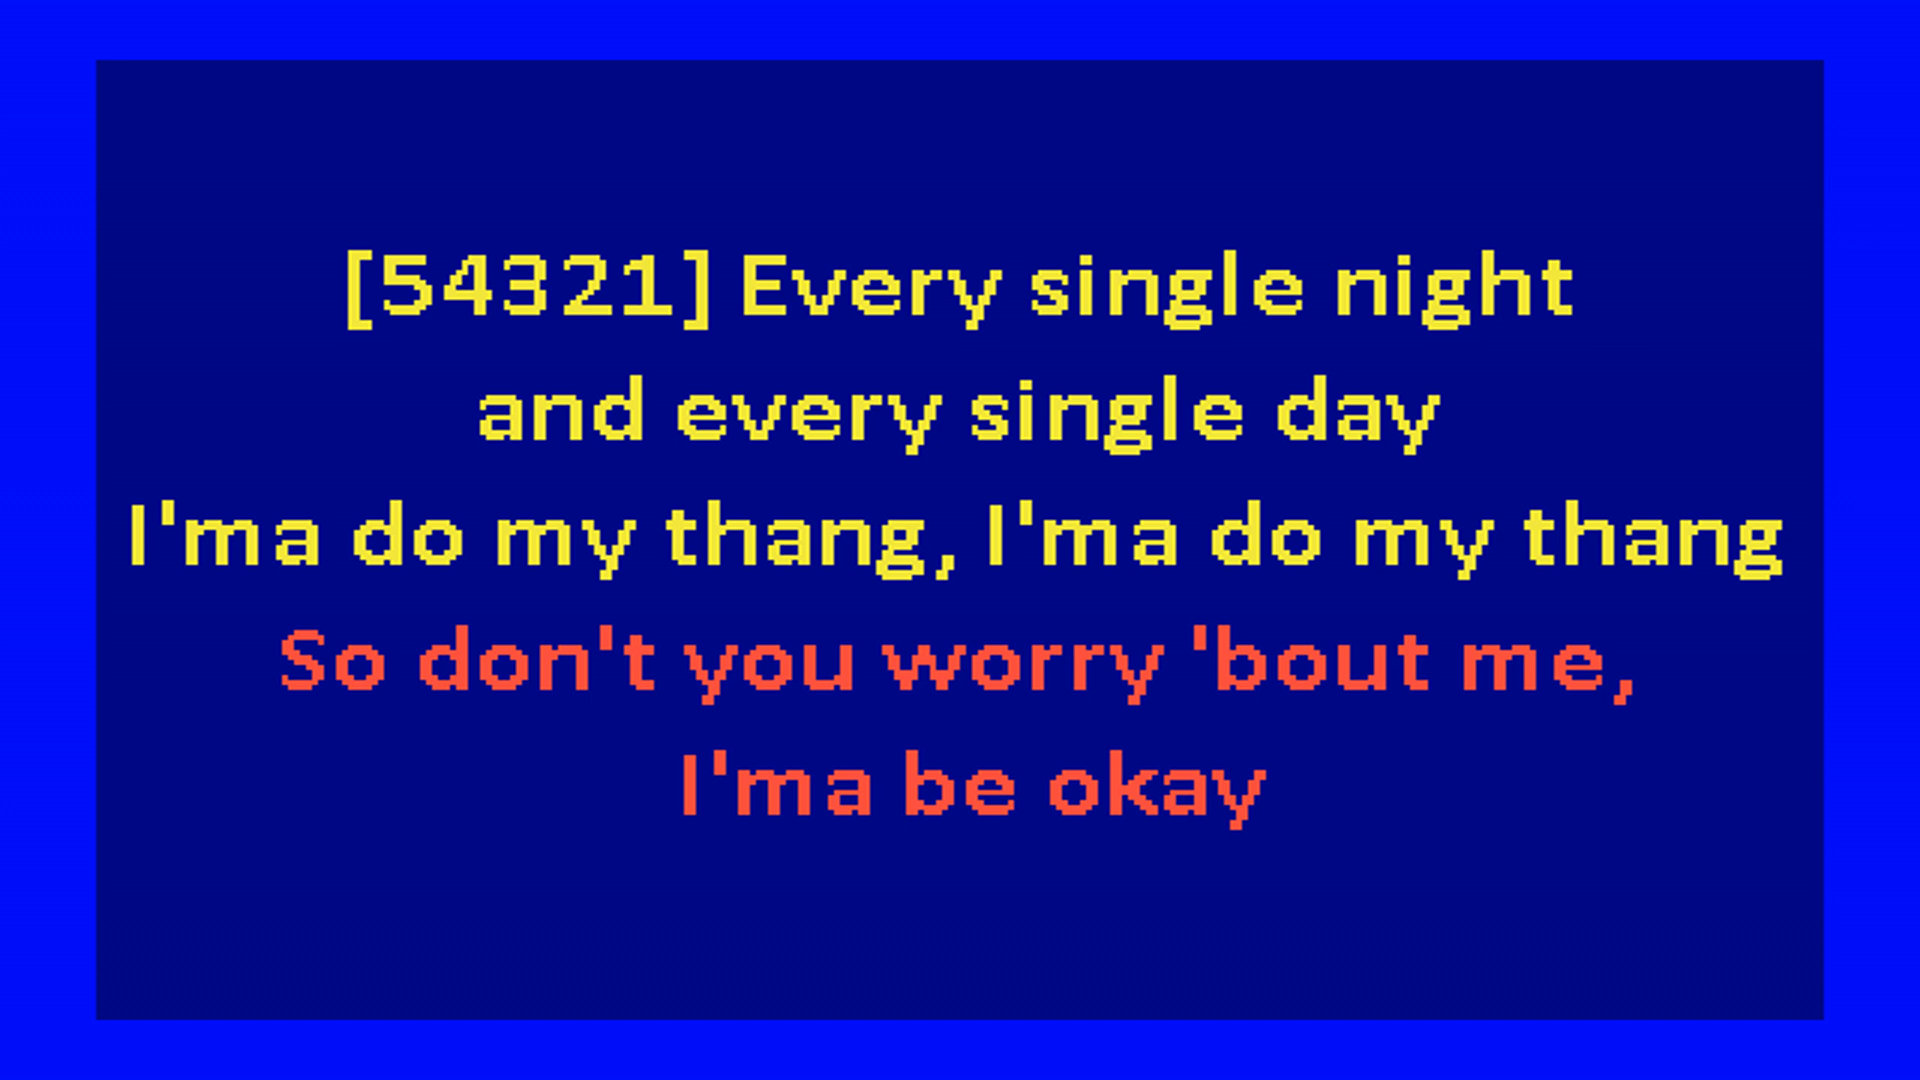 [54321] Every single night
and every single day
I'ma do my thang, I'ma do my thang
So don't you worry 'bout me,
I'ma be okay